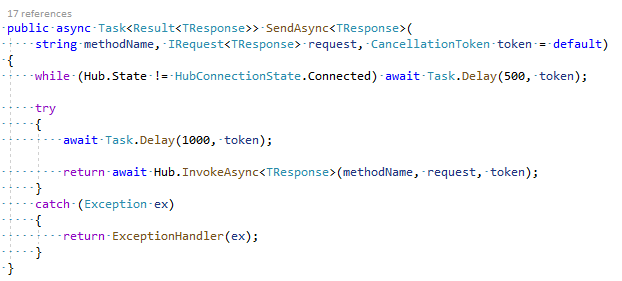 17 references
public async Task<Result<TResponse>> SendAsync<TResponse>(
string methodName, IRequest<TResponse> request, CancellationToken token = default)
{
while (Hub.State != HubConnectionState.Connected) await Task.Delay(500, token);
try
{
await Task.Delay(1000, token);
return await Hub.InvokeAsync<TResponse>(methodName, request, token);
}
catch (Exception ex)
{
return ExceptionHandler(ex);
}
}